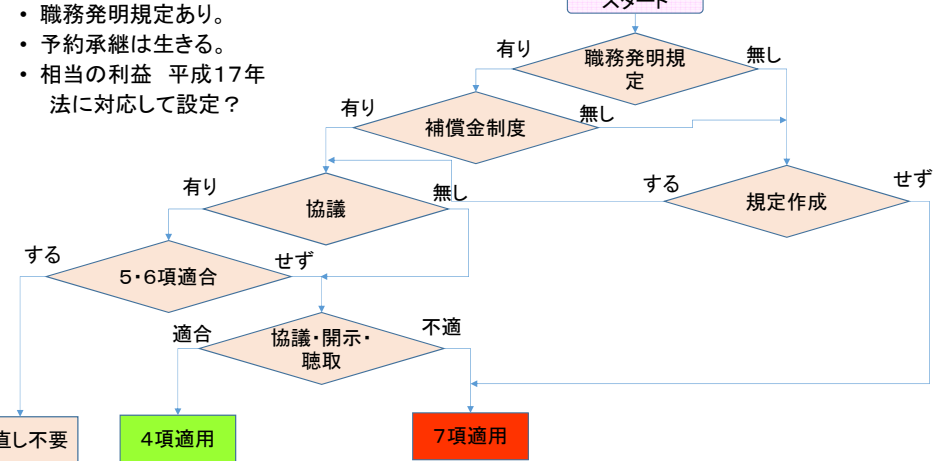 スタート
• 職務発明規定あり。
• 予約承継は生きる。
• 相当の利益 平成17年
法に対応して設定？
有り
職務発明規
定
無し
有り
補償金制度
無し
有り
協議
無し
する
規定作成
せず
する
5・6項適合
せず
適合
協議・開示・
聴取
不適
直し不要
4項適用
7項適用